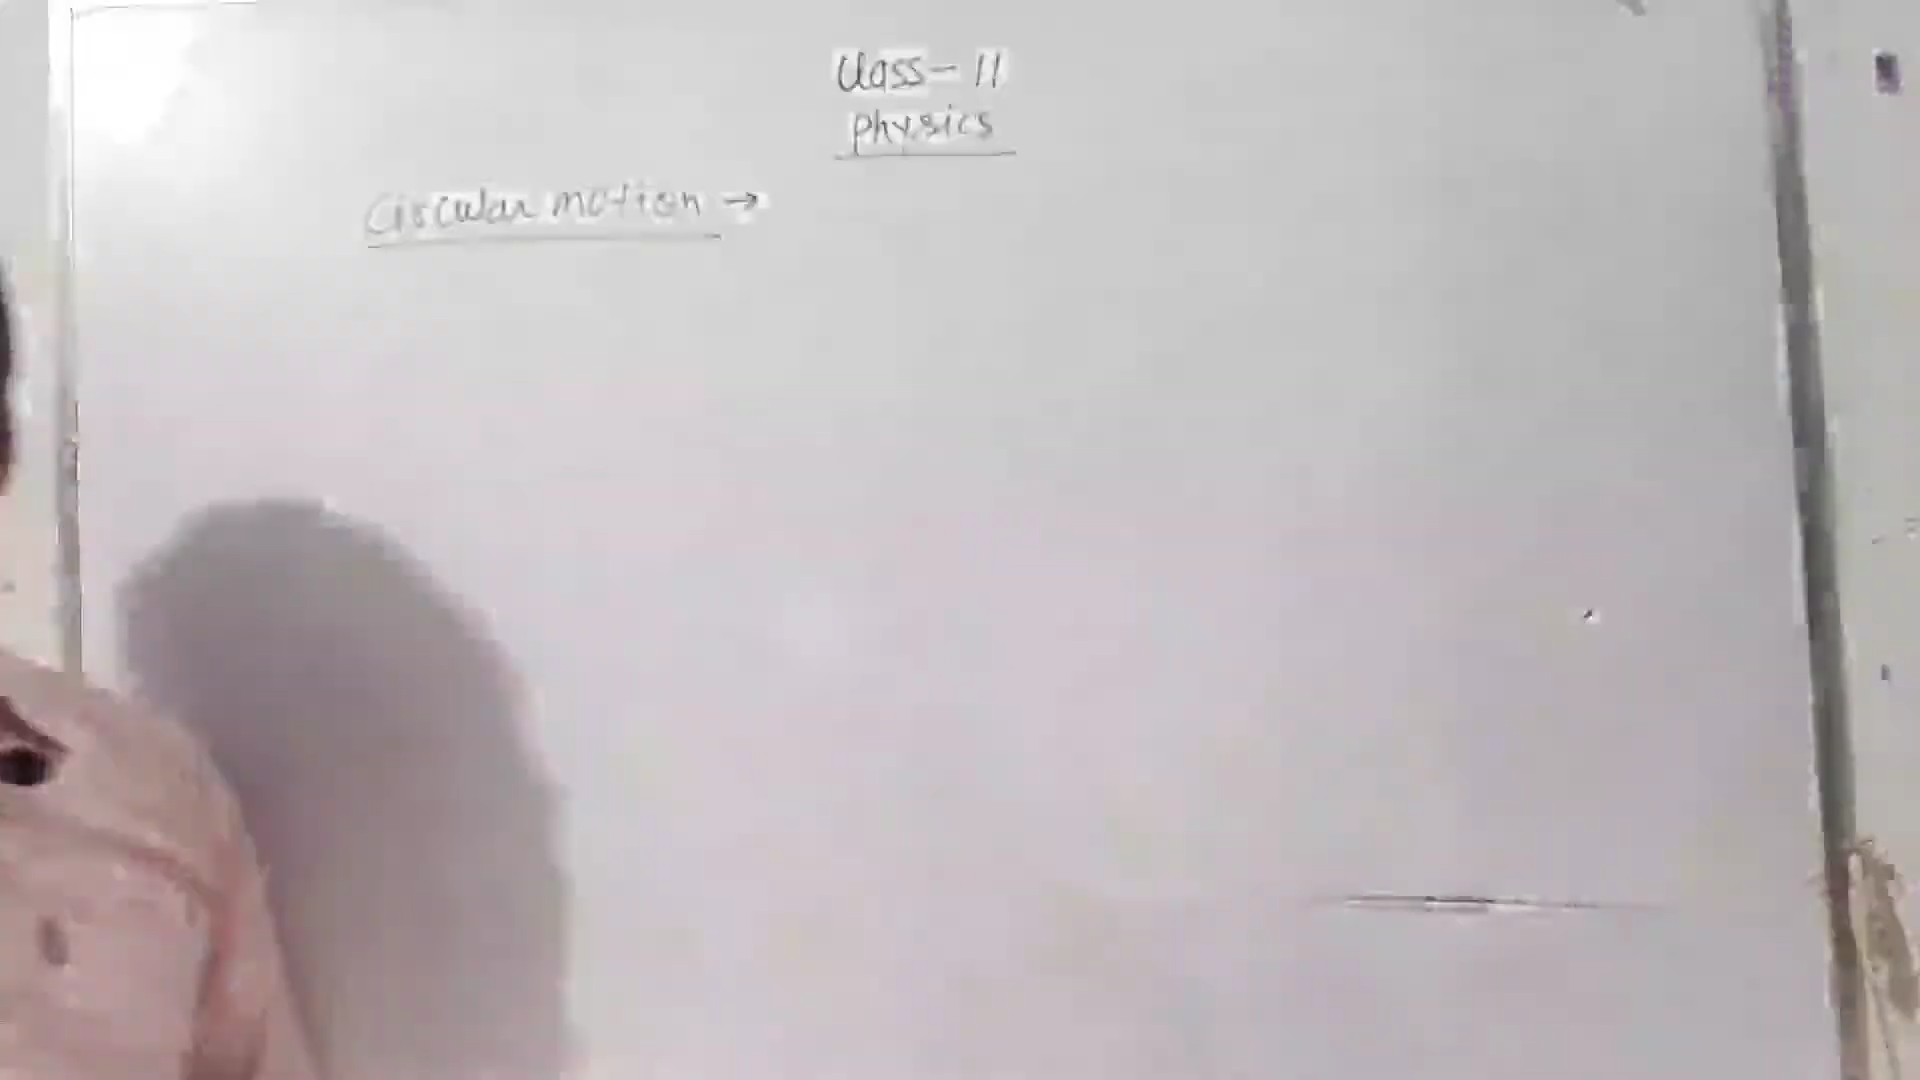 Class - 11
Physics
Circular motion →